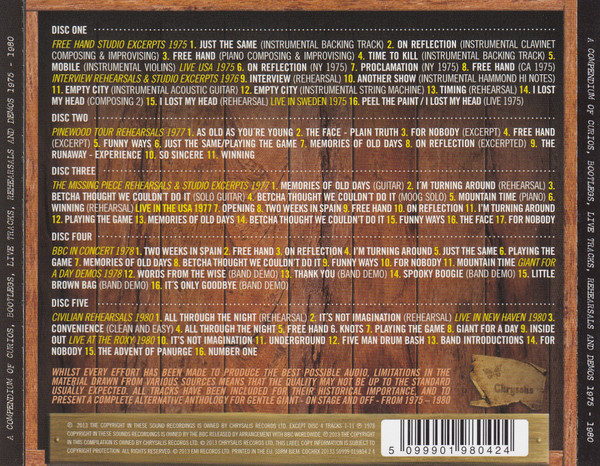 DISC ONE
FREE HAND STUDIO EXCERPTS 1975 1. JUST THE SAME (INSTRUMENTAL BACKING TRACK) 2. ON REFLECTION (INSTRUMENTAL CLAVINET
COMPOSING & IMPROVISING) 3. FREE HAND (PIANO COMPOSING & IMPROVISING) 4. TIME TO KILL (INSTRUMENTAL TRACKS) 5.
MOBILE (INSTRUMENTAL VIOLINS) LIVE USA 1975 6. ON REFLECTION (NY 1975) 7. PROCLAMATION (NY 1975) 8. FREE HAND (CA 1975)
INTERVIEW REHEARSALS & STUDIO EXCERPTS 1976 9. INTERVIEW (REHEARSAL) 10. ANOTHER SHOW (INSTRUMENTAL HAMMOND HI NOTES)
11. EMPTY CITY (INSTRUMENTAL ACOUSTIC GUITAR) 12. EMPTY CITY (INSTRUMENTAL STRING MACHINE) 13. TIMING (REHEARSAL) 14. I LOST
MY HEAD (COMPOSING 2) 15. I LOST MY HEAD (REHEARSAL) LIVE IN SWEDEN 1975 16. PEEL THE PAINT / I LOST MY HEAD (LIVE 1975)
DISC TWO
PINEWOOD TOUR REHEARSALS 1977 1. AS OLD AS YOU'RE YOUNG 2. THE FACE - PLAIN TRUTH 3. FOR NOBODY (EXCERPT) 4. FREE HAND
(EXCERPT) 5. FUNNY WAYS 6. JUST THE SAME/PLAYING THE GAME 7. MEMORIES OF OLD DAYS 8. ON REFLECTION (EXCERPTED) 9. THE
RUNAWAY - EXPERIENCE 10. SO SINCERE 11. WINNING
DISC THREE
THE MISSING PIECE REHEARSALS & STUDIO EXCERPTS 1977 1. MEMORIES OF OLD DAYS (GUITAR) 2. I'M TURNING AROUND (REHEARSAL) 3.
BETCHA THOUGHT WE COULDN'T DO IT (SOLO GUITAR) 4. BETCHA THOUGHT WE COULDN'T DO IT (MOOG SOLO) 5. MOUNTAIN TIME (PIANO) 6.
WINNING (REHEARSAL) LIVE IN THE USA 1977 7. OPENING 8. TWO WEEKS IN SPAIN 9. FREE HAND 10. ON REFLECTION 11. I'M TURNING AROUND
12. PLAYING THE GAME 13. MEMORIES OF OLD DAYS 14. BETCHA THOUGHT WE COULDN'T DO IT 15. FUNNY WAYS 16. THE FACE 17. FOR NOBODY
DISC FOUR
BBC IN CONCERT 1978 1. TWO WEEKS IN SPAIN 2. FREE HAND 3. ON REFLECTION 4. I'M TURNING AROUND 5. JUST THE SAME 6. PLAYING THE
GAME 7. MEMORIES OF OLD DAYS 8. BETCHA THOUGHT WE COULDN'T DO IT 9. FUNNY WAYS 10. FOR NOBODY 11. MOUNTAIN TIME GIANT FOR
A DAY DEMOS 1978 12. WORDS FROM THE WISE (BAND DEMO) 13. THANK YOU (BAND DEMO) 14. SPOOKY BOOGIE (BAND DEMO) 15. LITTLE
BROWN BAG (BAND DEMO) 16. IT'S ONLY GOODBYE (BAND DEMO)
DISC FIVE
CIVILIAN REHEARSALS 1980 1. ALL THROUGH THE NIGHT (REHEARSAL) 2. IT'S NOT IMAGINATION (REHEARSAL) LIVE IN NEW HAVEN 1980 3.
CONVENIENCE (CLEAN AND EASY) 4. ALL THROUGH THE NIGHT 5. FREE HAND 6. KNOTS 7. PLAYING THE GAME 8. GIANT FOR A DAY 9. INSIDE
OUT LIVE AT THE ROXY 1980 10. IT'S NOT IMAGINATION 11. UNDERGROUND 12. FIVE MAN DRUM BASH 13. BAND INTRODUCTIONS 14. FOR
NOBODY 15. THE ADVENT OF PANURGE 16. NUMBER ONE
WHILST EVERY EFFORT HAS BEEN MADE TO PRODUCE THE BEST POSSIBLE AUDIO, LIMITATIONS IN THE
MATERIAL DRAWN FROM VARIOUS SOURCES MEANS THAT THE QUALITY MAY NOT BE UP TO THE STANDARD
USUALLY EXPECTED. ALL TRACKS HAVE BEEN INCLUDED FOR THEIR HISTORICAL IMPORTANCE, AND TO
PRESENT A COMPLETE ALTERNATIVE ANTHOLOGY FOR GENTLE GIANT - ON STAGE AND OFF - FROM 1975 - 1980
Chrysalis
5 099901 980424
A COMPENDIUM OF CURIOS, BOOTLEGS, LIVE TRACKS, REHEARSALS AND DEMOS 1975 - 1980
A COMPENDIUM OF CURIOS, BOOTLEGS, LIVE TRACKS, REHEARSALS AND DEMOS 1975 - 1980